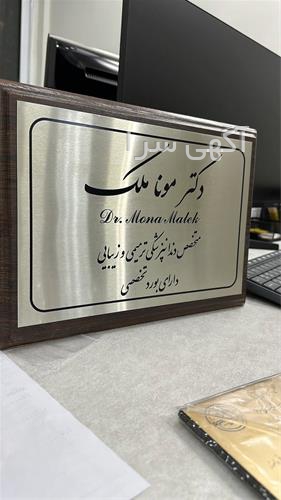 آگهی سرا
دکتر مونا ملک
Dr. Mona Malek
متخصص دندانپزشکی ترمیمی و زیبایی
دارای بورد تخصصی